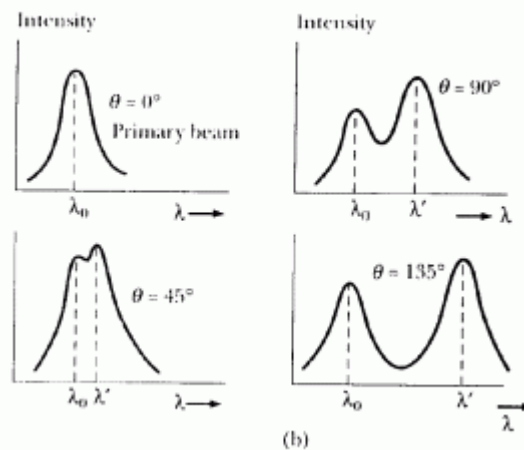 Intensity
θ = 0°
Primary beam
λ₀
λ
Intensity
θ = 90°
λ₀
λ′
λ
θ = 45°
λ₀
λ′
λ
θ = 135°
λ₀
λ′
λ
(b)